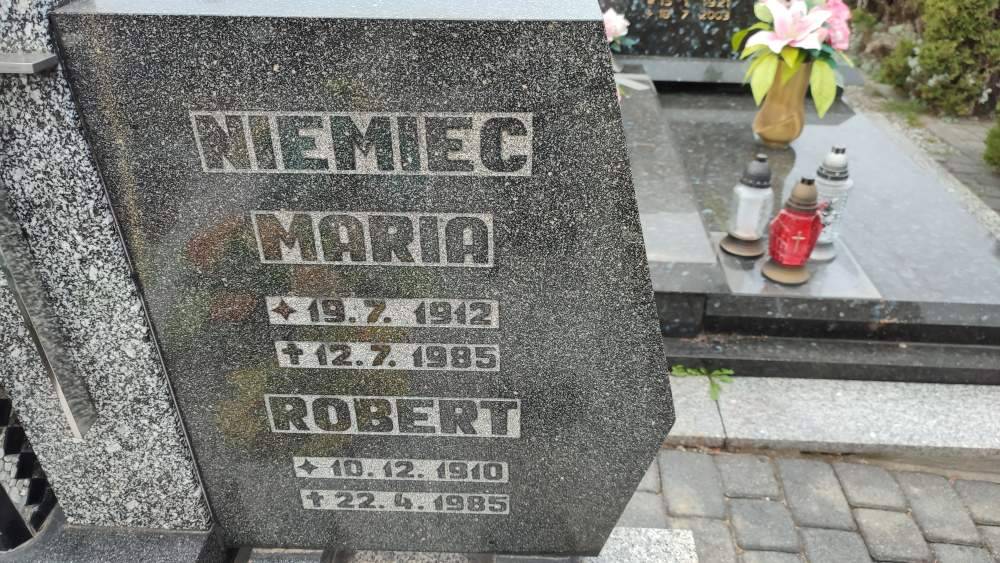 NIEMIEC
MARIA
✦ 19. 7. 1912
✝ 12. 7. 1985
ROBERT
✦ 10. 12. 1910
✝ 22. 4. 1985